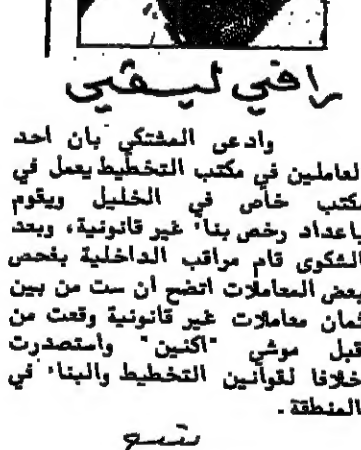 رافي ليفي
وادعى المشتكي بان احد
لعاملين في مكتب التخطيط يعمل في
مكتب خاص في الخليل ويقوم
باعداد رخص بناء غير قانونية، وبعد
الشكوى قام مراقب الداخلية بفحص
بعض المعاملات اتضح أن ست من بين
ثمان معاملات غير قانونية وقعت من
قبل موشي "اكنين" واستصدرت
خلافا لقوانين التخطيط والبناء في
المنطقة.